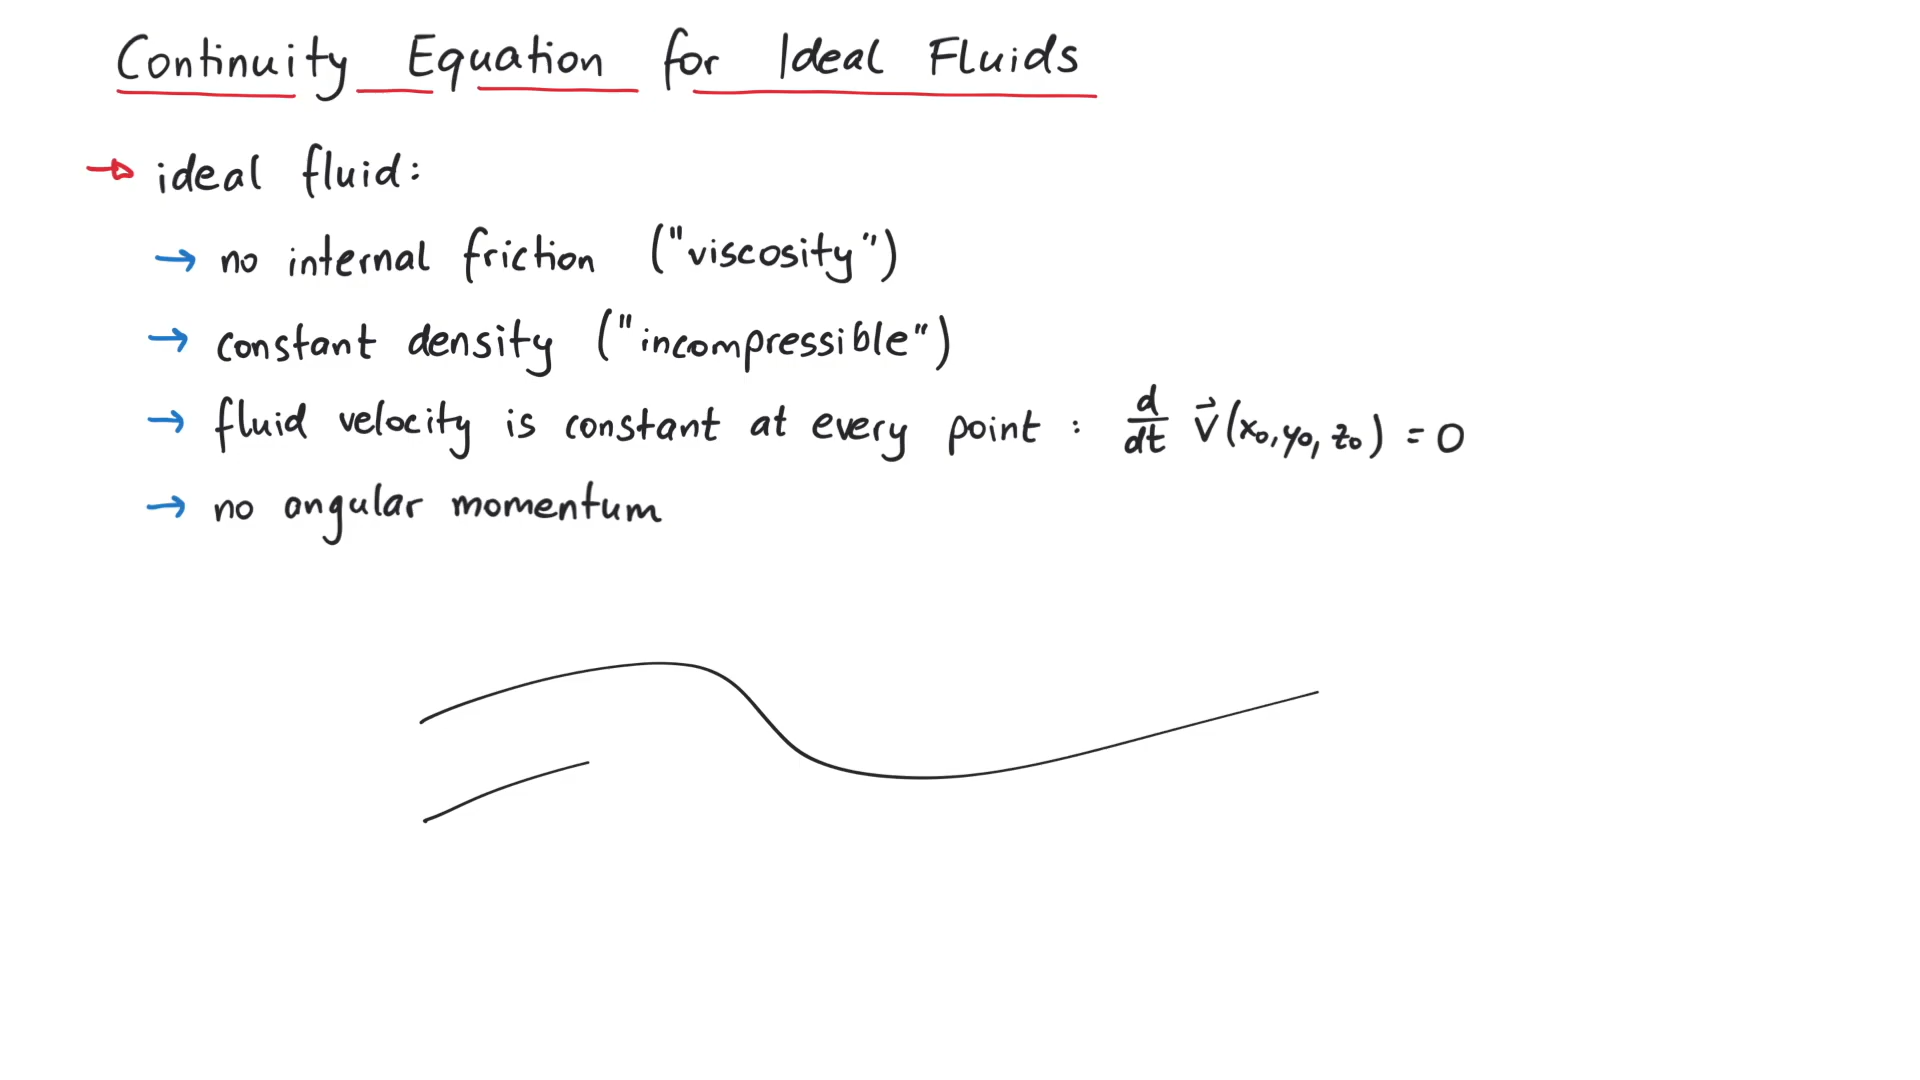 Continuity Equation for Ideal Fluids
→ ideal fluid:
→ no internal friction ("viscosity")
→ constant density ("incompressible")
→ fluid velocity is constant at every point : d/dt v⃗(x₀,y₀,z₀) = 0
→ no angular momentum